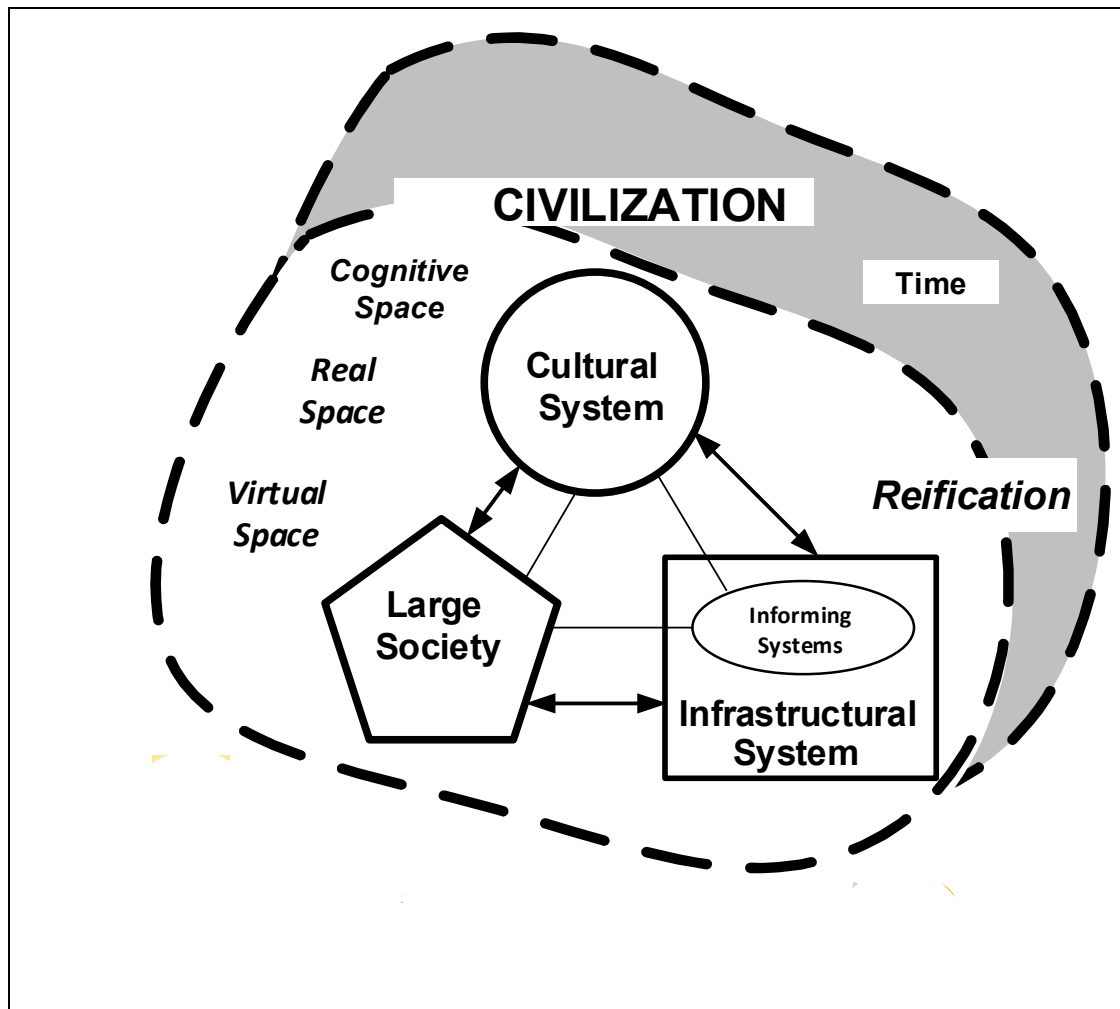 CIVILIZATION
Cognitive
Space
Time
Real
Space
Cultural
System
Virtual
Space
Reification
Large
Society
Informing
Systems
Infrastructural
System